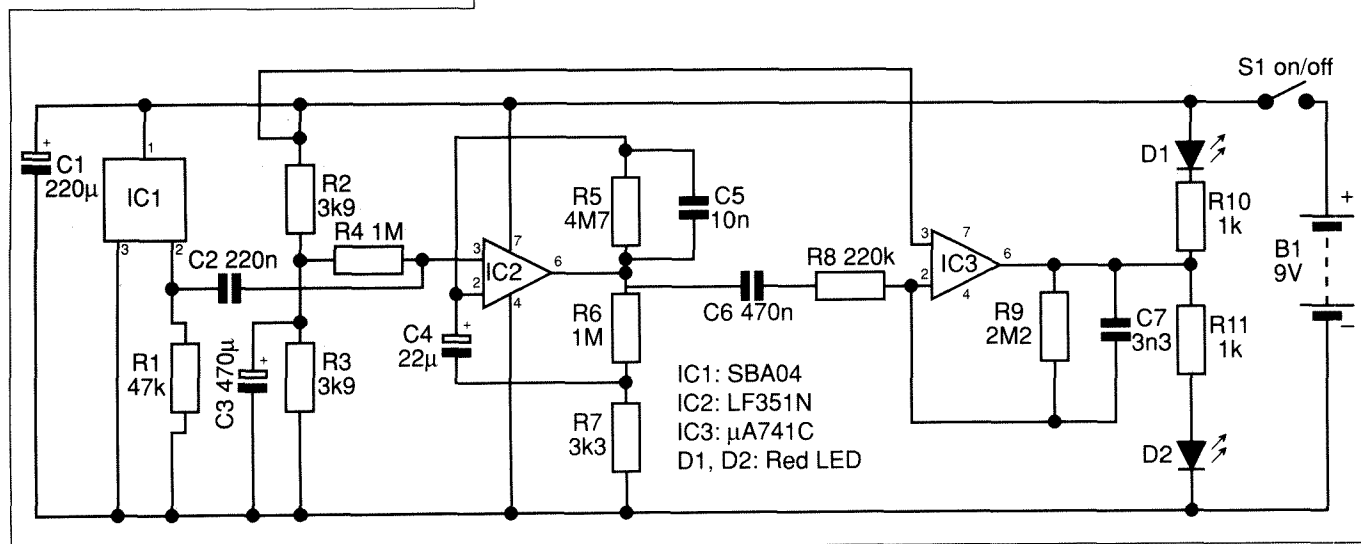 S1 on/off
C1
220µ
1
IC1
3
2
R1
47k
C2 220n
C3 470µ
R2
3k9
R4 1M
R3
3k9
3
7
IC2
2
6
4
C4
22µ
R5
4M7
C5
10n
R6
1M
R7
3k3
C6 470n
R8 220k
3
7
IC3
2
6
4
R9
2M2
C7
3n3
D1
R10
1k
R11
1k
D2
+
B1
9V
−
+
+
+
IC1: SBA04
IC2: LF351N
IC3: µA741C
D1, D2: Red LED